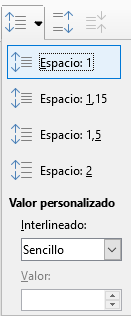 Espacio: 1
Espacio: 1,15
Espacio: 1,5
Espacio: 2
Valor personalizado
Interlineado:
Sencillo
Valor: